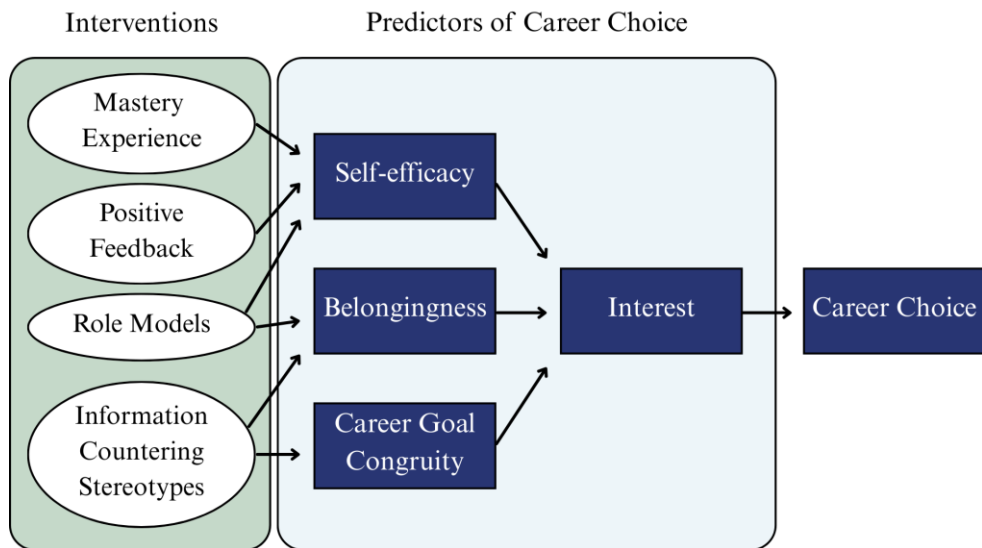 Interventions
Predictors of Career Choice
Mastery
Experience
Positive
Feedback
Role Models
Information
Countering
Stereotypes
Self-efficacy
Belongingness
Career Goal
Congruity
Interest
Career Choice